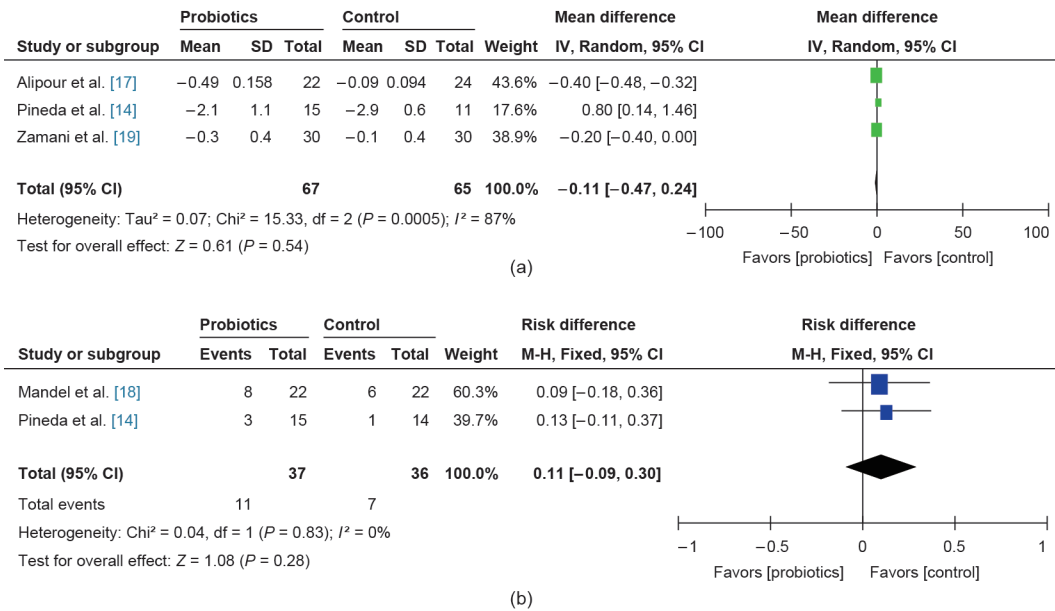 Probiotics Control Mean difference Mean difference
Study or subgroup Mean SD Total Mean SD Total Weight IV, Random, 95% CI IV, Random, 95% CI
Alipour et al. [17] −0.49 0.158 22 −0.09 0.094 24 43.6% −0.40 [−0.48, −0.32]
Pineda et al. [14] −2.1 1.1 15 −2.9 0.6 11 17.6% 0.80 [0.14, 1.46]
Zamani et al. [19] −0.3 0.4 30 −0.1 0.4 30 38.9% −0.20 [−0.40, 0.00]
Total (95% CI) 67 65 100.0% −0.11 [−0.47, 0.24]
Heterogeneity: Tau² = 0.07; Chi² = 15.33, df = 2 (P = 0.0005); I² = 87%
Test for overall effect: Z = 0.61 (P = 0.54)
−100 −50 0 50 100
Favors [probiotics] Favors [control]
(a)
Probiotics Control Risk difference Risk difference
Study or subgroup Events Total Events Total Weight M-H, Fixed, 95% CI M-H, Fixed, 95% CI
Mandel et al. [18] 8 22 6 22 60.3% 0.09 [−0.18, 0.36]
Pineda et al. [14] 3 15 1 14 39.7% 0.13 [−0.11, 0.37]
Total (95% CI) 37 36 100.0% 0.11 [−0.09, 0.30]
Total events 11 7
Heterogeneity: Chi² = 0.04, df = 1 (P = 0.83); I² = 0%
Test for overall effect: Z = 1.08 (P = 0.28)
−1 −0.5 0 0.5 1
Favors [probiotics] Favors [control]
(b)